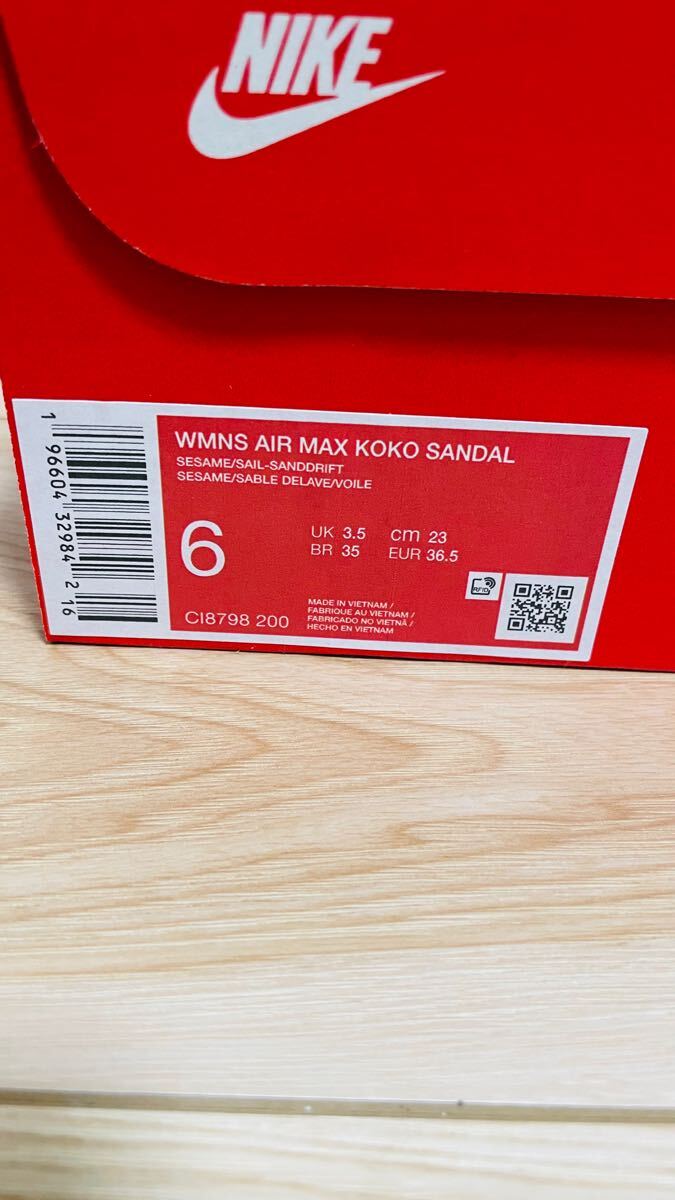 NIKE
WMNS AIR MAX KOKO SANDAL
SESAME/SAIL-SANDDRIFT
SESAME/SABLE DELAVE/VOILE
6
UK 3.5 cm 23
BR 35 EUR 36.5
RFID
CI8798 200
MADE IN VIETNAM /
FABRIQUE AU VIETNAM /
FABRICADO NO VIETNÃ /
HECHO EN VIETNAM
1 96604 32984 2 16